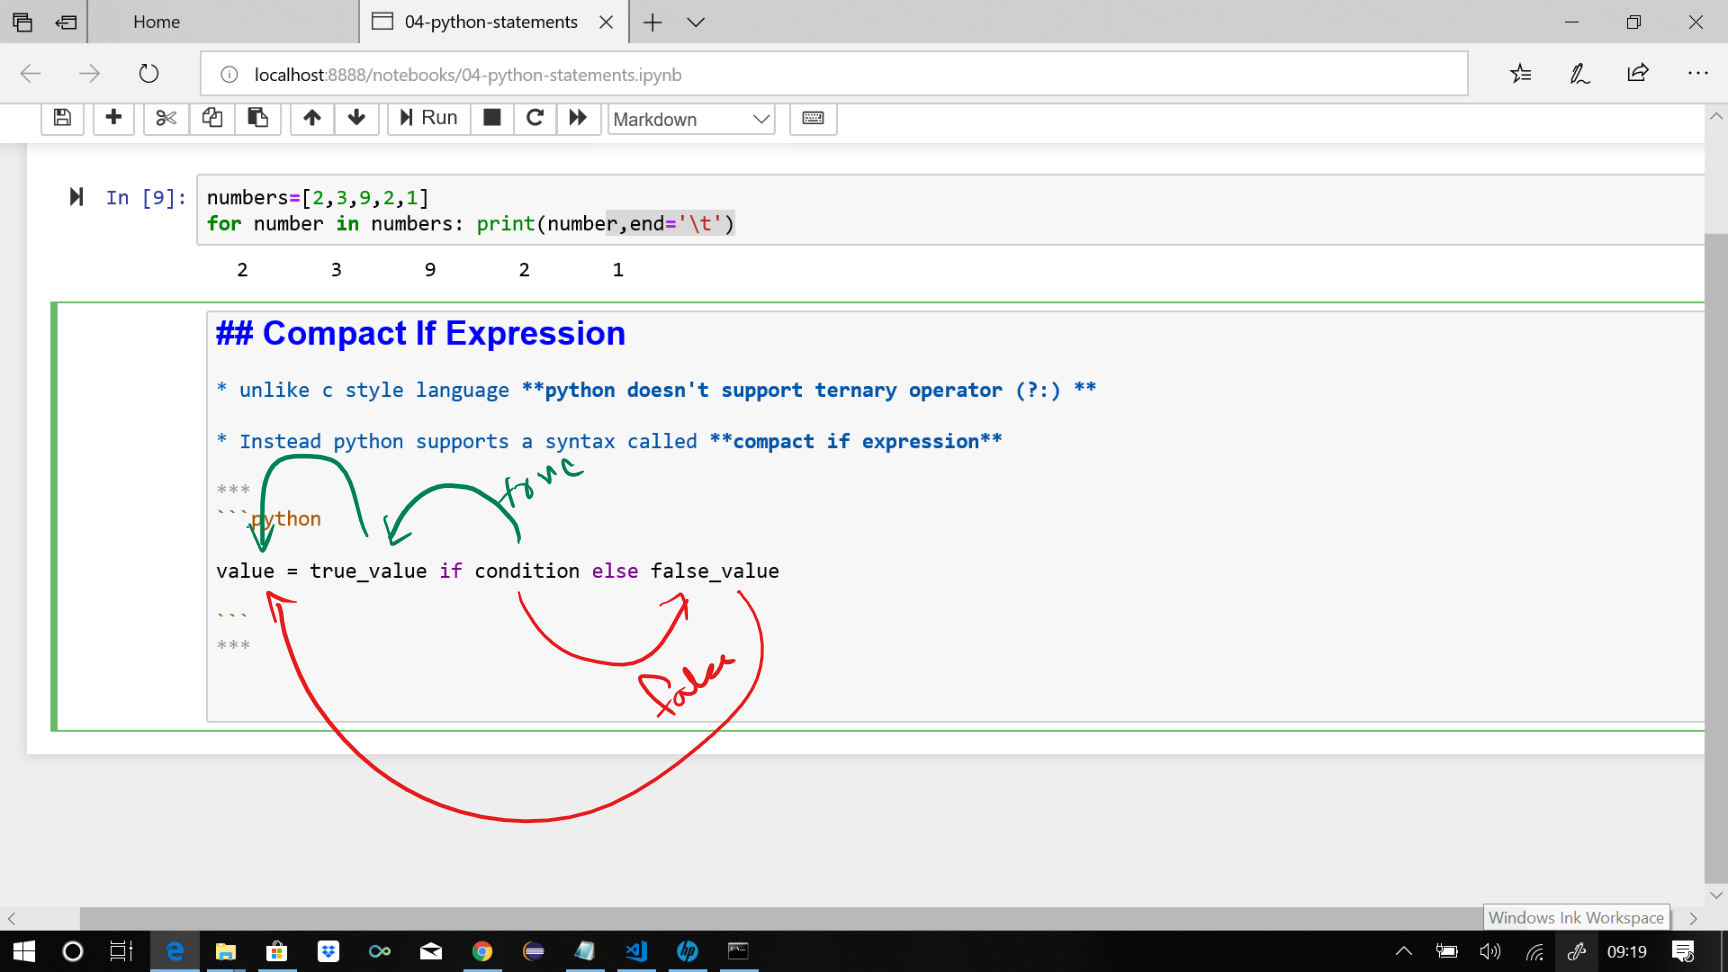 Home
04-python-statements
localhost:8888/notebooks/04-python-statements.ipynb
Run
Markdown
In [9]:
numbers=[2,3,9,2,1]
for number in numbers: print(number,end='\t')
2 3 9 2 1
## Compact If Expression
* unlike c style language **python doesn't support ternary operator (?:) **
* Instead python supports a syntax called **compact if expression**
true
***
```python
value = true_value if condition else false_value
```
***
false
Windows Ink Workspace
09:19